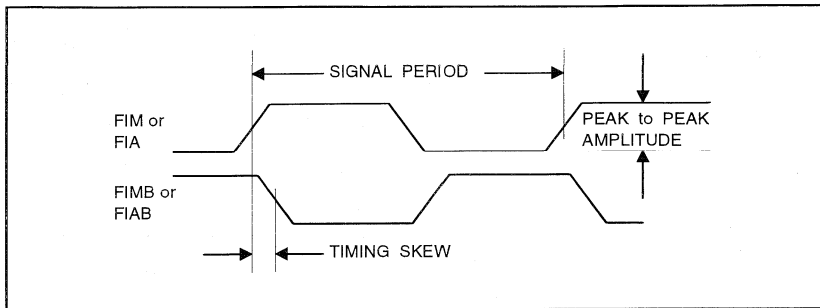 SIGNAL PERIOD
FIM or
FIA
PEAK to PEAK
AMPLITUDE
FIMB or
FIAB
TIMING SKEW